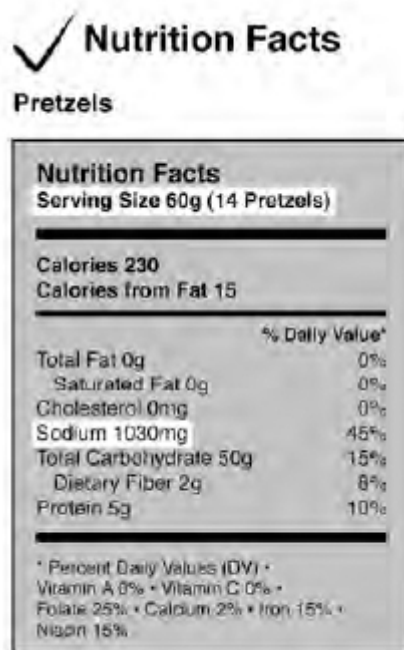 Nutrition Facts
Pretzels
Nutrition Facts
Serving Size 60g (14 Pretzels)
Calories 230
Calories from Fat 15
% Daily Value*
Total Fat 0g 0%
Saturated Fat 0g 0%
Cholesterol 0mg 0%
Sodium 1030mg 45%
Total Carbohydrate 50g 15%
Dietary Fiber 2g 8%
Protein 5g 10%
* Percent Daily Values (DV) •
Vitamin A 0% • Vitamin C 0% •
Folate 25% • Calcium 2% • Iron 15% •
Niacin 15%